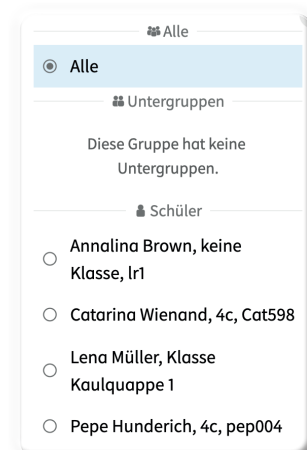 Alle
Alle
Untergruppen
Diese Gruppe hat keine
Untergruppen.
Schüler
Annalina Brown, keine
Klasse, lr1
Catarina Wienand, 4c, Cat598
Lena Müller, Klasse
Kaulquappe 1
Pepe Hunderich, 4c, pep004